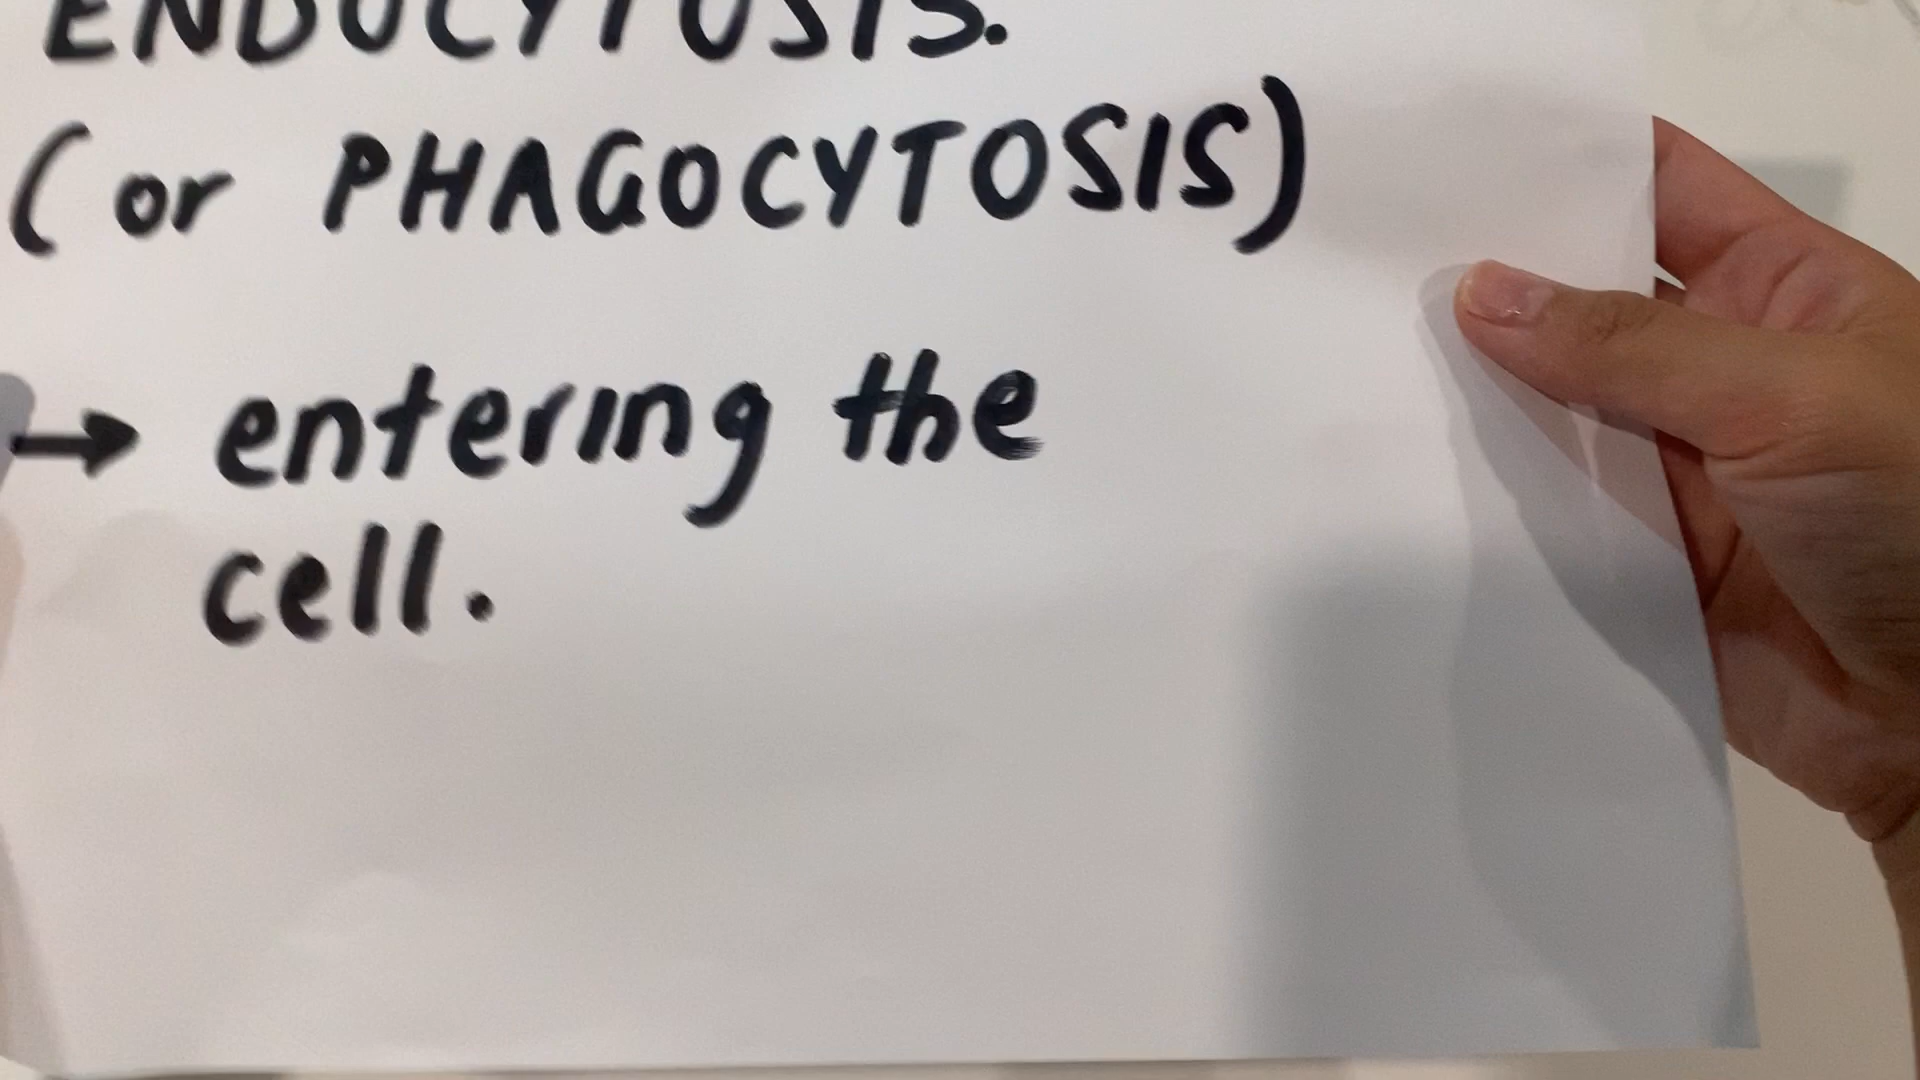 ENDOCYTOSIS.
(or PHAGOCYTOSIS)
→ entering the
cell.